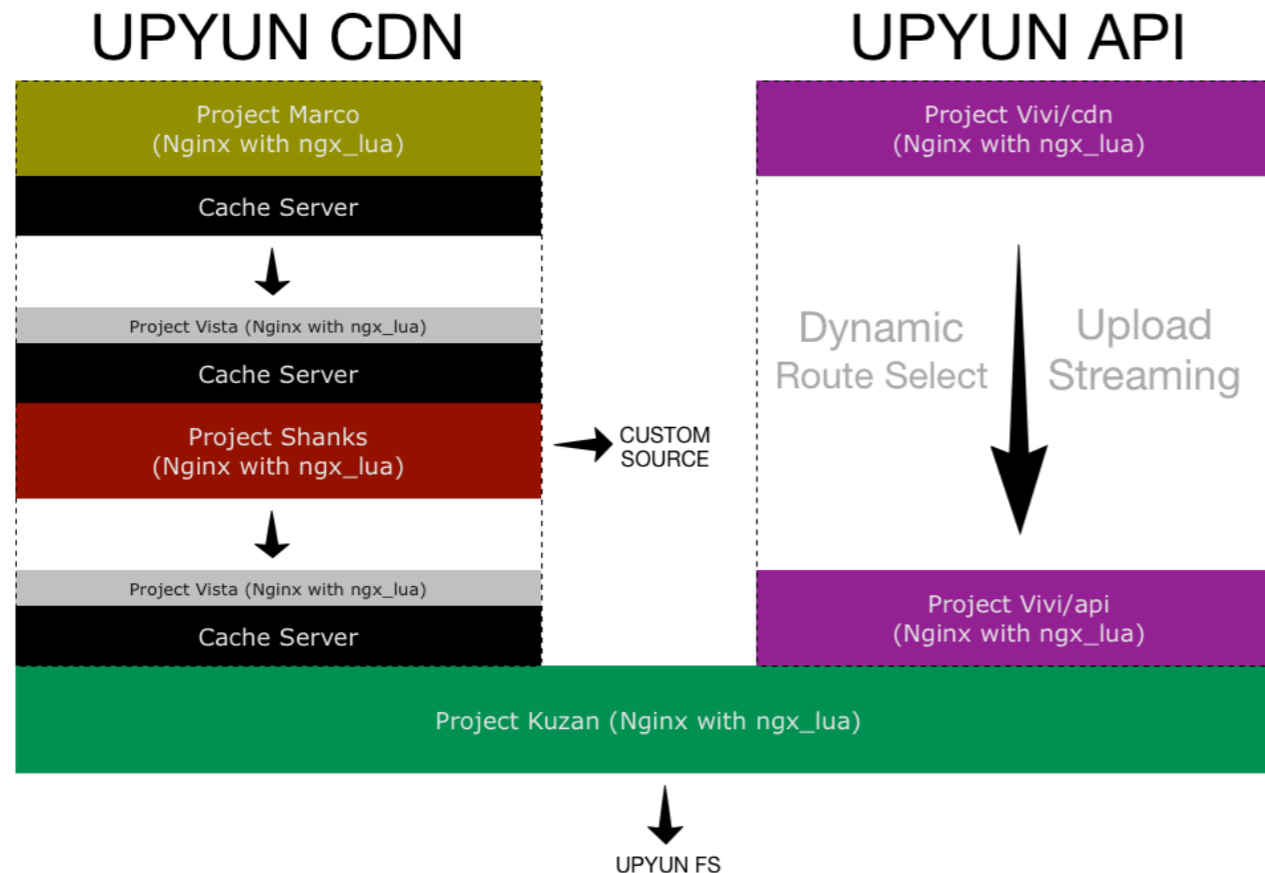 UPYUN CDN
Project Marco
(Nginx with ngx_lua)
Cache Server
Project Vista (Nginx with ngx_lua)
Cache Server
Project Shanks
(Nginx with ngx_lua)
CUSTOM
SOURCE
Project Vista (Nginx with ngx_lua)
Cache Server
UPYUN API
Project Vivi/cdn
(Nginx with ngx_lua)
Dynamic
Route Select
Upload
Streaming
Project Vivi/api
(Nginx with ngx_lua)
Project Kuzan (Nginx with ngx_lua)
UPYUN FS